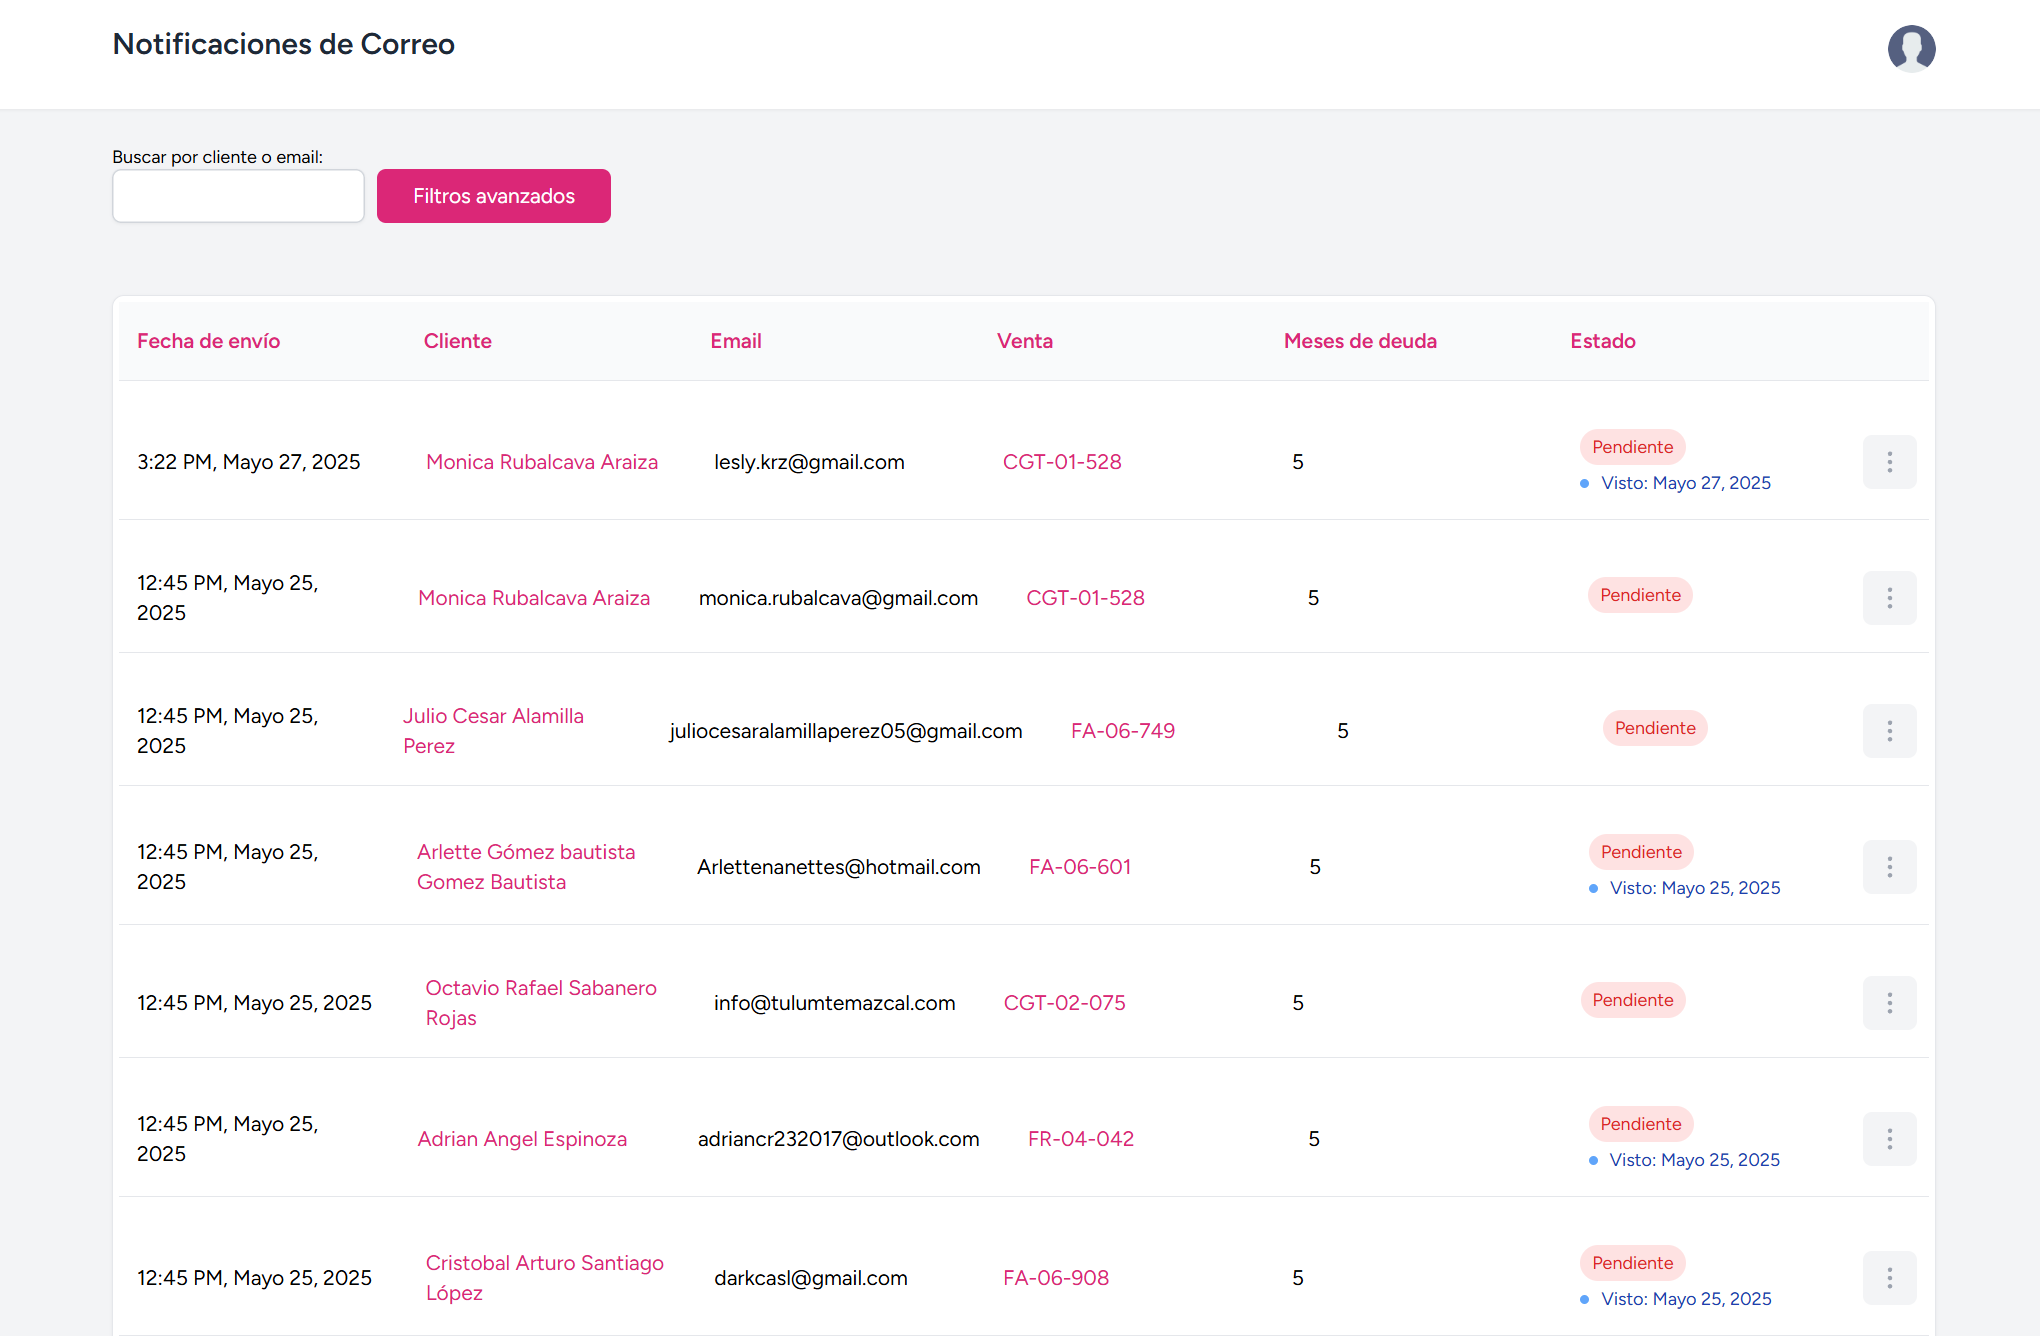 Notificaciones de Correo
Buscar por cliente o email:
Filtros avanzados
Fecha de envío Cliente Email Venta Meses de deuda Estado
3:22 PM, Mayo 27, 2025 Monica Rubalcava Araiza lesly.krz@gmail.com CGT-01-528 5 Pendiente
Visto: Mayo 27, 2025
12:45 PM, Mayo 25,
2025
Monica Rubalcava Araiza monica.rubalcava@gmail.com CGT-01-528 5 Pendiente
12:45 PM, Mayo 25,
2025
Julio Cesar Alamilla
Perez
juliocesaralamillaperez05@gmail.com FA-06-749 5 Pendiente
12:45 PM, Mayo 25,
2025
Arlette Gómez bautista
Gomez Bautista
Arlettenanettes@hotmail.com FA-06-601 5 Pendiente
Visto: Mayo 25, 2025
12:45 PM, Mayo 25, 2025
Octavio Rafael Sabanero
Rojas
info@tulumtemazcal.com CGT-02-075 5 Pendiente
12:45 PM, Mayo 25,
2025
Adrian Angel Espinoza adriancr232017@outlook.com FR-04-042 5 Pendiente
Visto: Mayo 25, 2025
12:45 PM, Mayo 25, 2025
Cristobal Arturo Santiago
López
darkcasl@gmail.com FA-06-908 5 Pendiente
Visto: Mayo 25, 2025